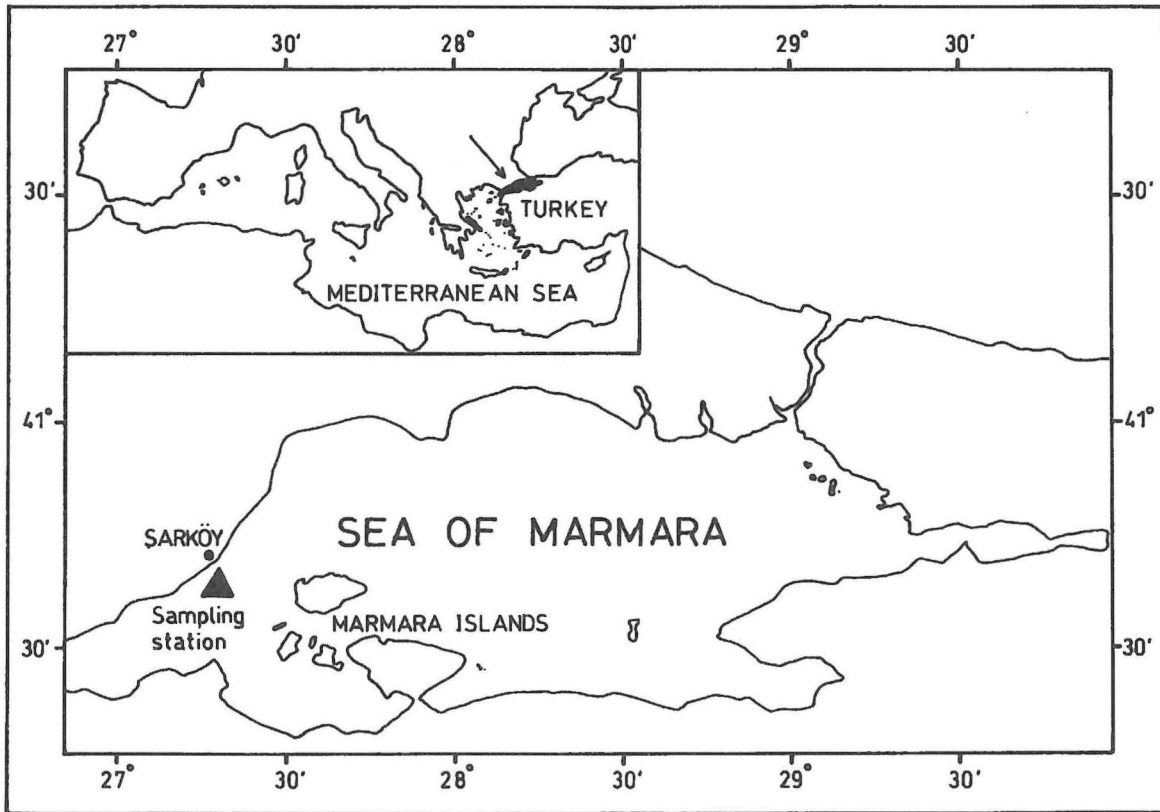 27° 30' 28° 30' 29° 30'
30' 30'
TURKEY
MEDITERRANEAN SEA
41° 41°
SEA OF MARMARA
ŞARKÖY
Sampling
station
MARMARA ISLANDS
30' 30'
27° 30' 28° 30' 29° 30'